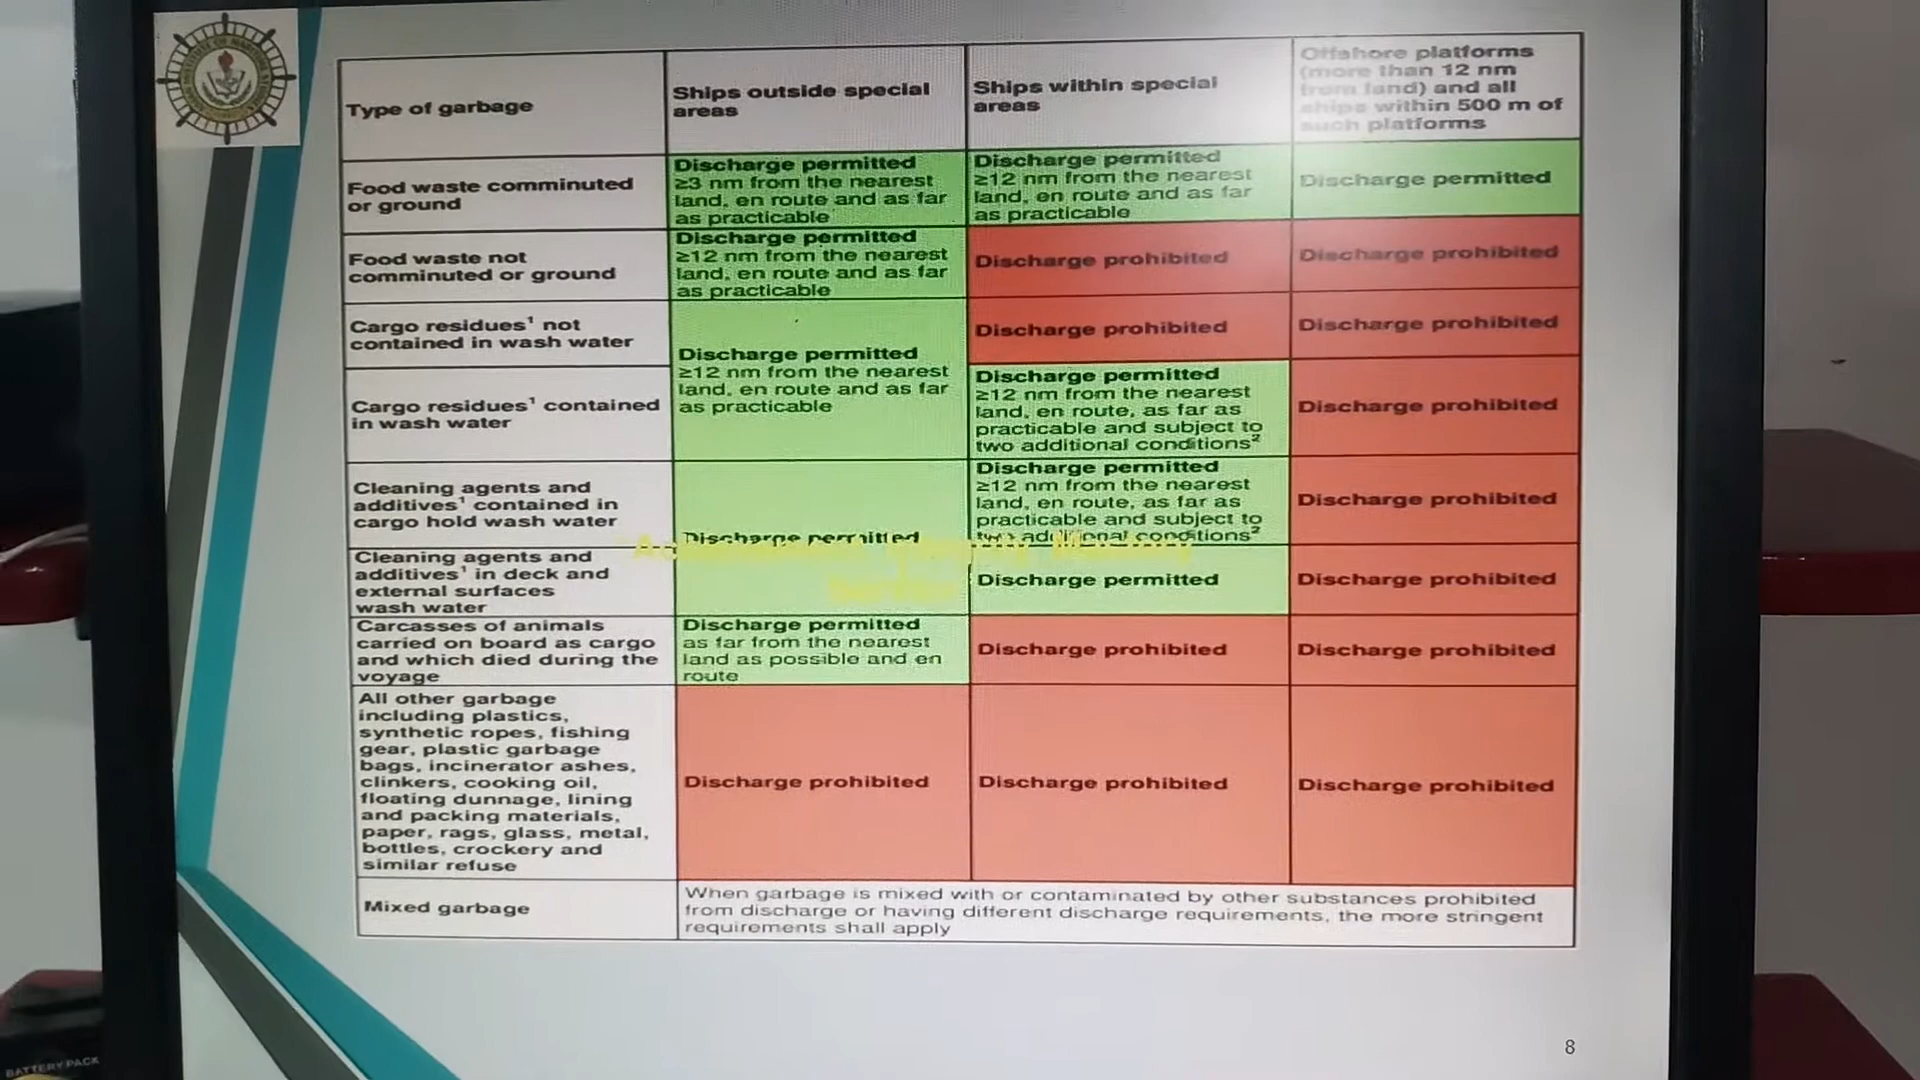 Type of garbage
Ships outside special
areas
Ships within special
areas
Offshore platforms
(more than 12 nm
from land) and all
ships within 500 m of
such platforms
Food waste comminuted
or ground
Discharge permitted
≥3 nm from the nearest
land, en route and as far
as practicable
Discharge permitted
≥12 nm from the nearest
land, en route and as far
as practicable
Discharge permitted
Food waste not
comminuted or ground
Discharge permitted
≥12 nm from the nearest
land, en route and as far
as practicable
Discharge prohibited
Discharge prohibited
Cargo residues¹ not
contained in wash water
Discharge permitted
≥12 nm from the nearest
land, en route and as far
as practicable
Discharge prohibited
Discharge prohibited
Cargo residues¹ contained
in wash water
Discharge permitted
≥12 nm from the nearest
land, en route, as far as
practicable and subject to
two additional conditions²
Discharge prohibited
Cleaning agents and
additives¹ contained in
cargo hold wash water
Discharge permitted
Discharge permitted
≥12 nm from the nearest
land, en route, as far as
practicable and subject to
two additional conditions²
Discharge prohibited
Cleaning agents and
additives¹ in deck and
external surfaces
wash water
Discharge permitted
Discharge prohibited
Carcasses of animals
carried on board as cargo
and which died during the
voyage
Discharge permitted
as far from the nearest
land as possible and en
route
Discharge prohibited
Discharge prohibited
All other garbage
including plastics,
synthetic ropes, fishing
gear, plastic garbage
bags, incinerator ashes,
clinkers, cooking oil,
floating dunnage, lining
and packing materials,
paper, rags, glass, metal,
bottles, crockery and
similar refuse
Discharge prohibited
Discharge prohibited
Discharge prohibited
Mixed garbage
When garbage is mixed with or contaminated by other substances prohibited
from discharge or having different discharge requirements, the more stringent
requirements shall apply
8
BATTERY PACK